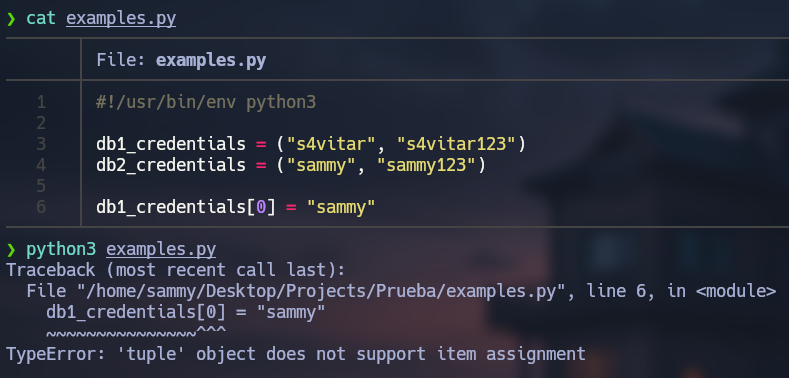 ❯ cat examples.py
File: examples.py
1 #!/usr/bin/env python3
2
3 db1_credentials = ("s4vitar", "s4vitar123")
4 db2_credentials = ("sammy", "sammy123")
5
6 db1_credentials[0] = "sammy"
❯ python3 examples.py
Traceback (most recent call last):
  File "/home/sammy/Desktop/Projects/Prueba/examples.py", line 6, in <module>
    db1_credentials[0] = "sammy"
    ~~~~~~~~~~~~~~~^^^
TypeError: 'tuple' object does not support item assignment